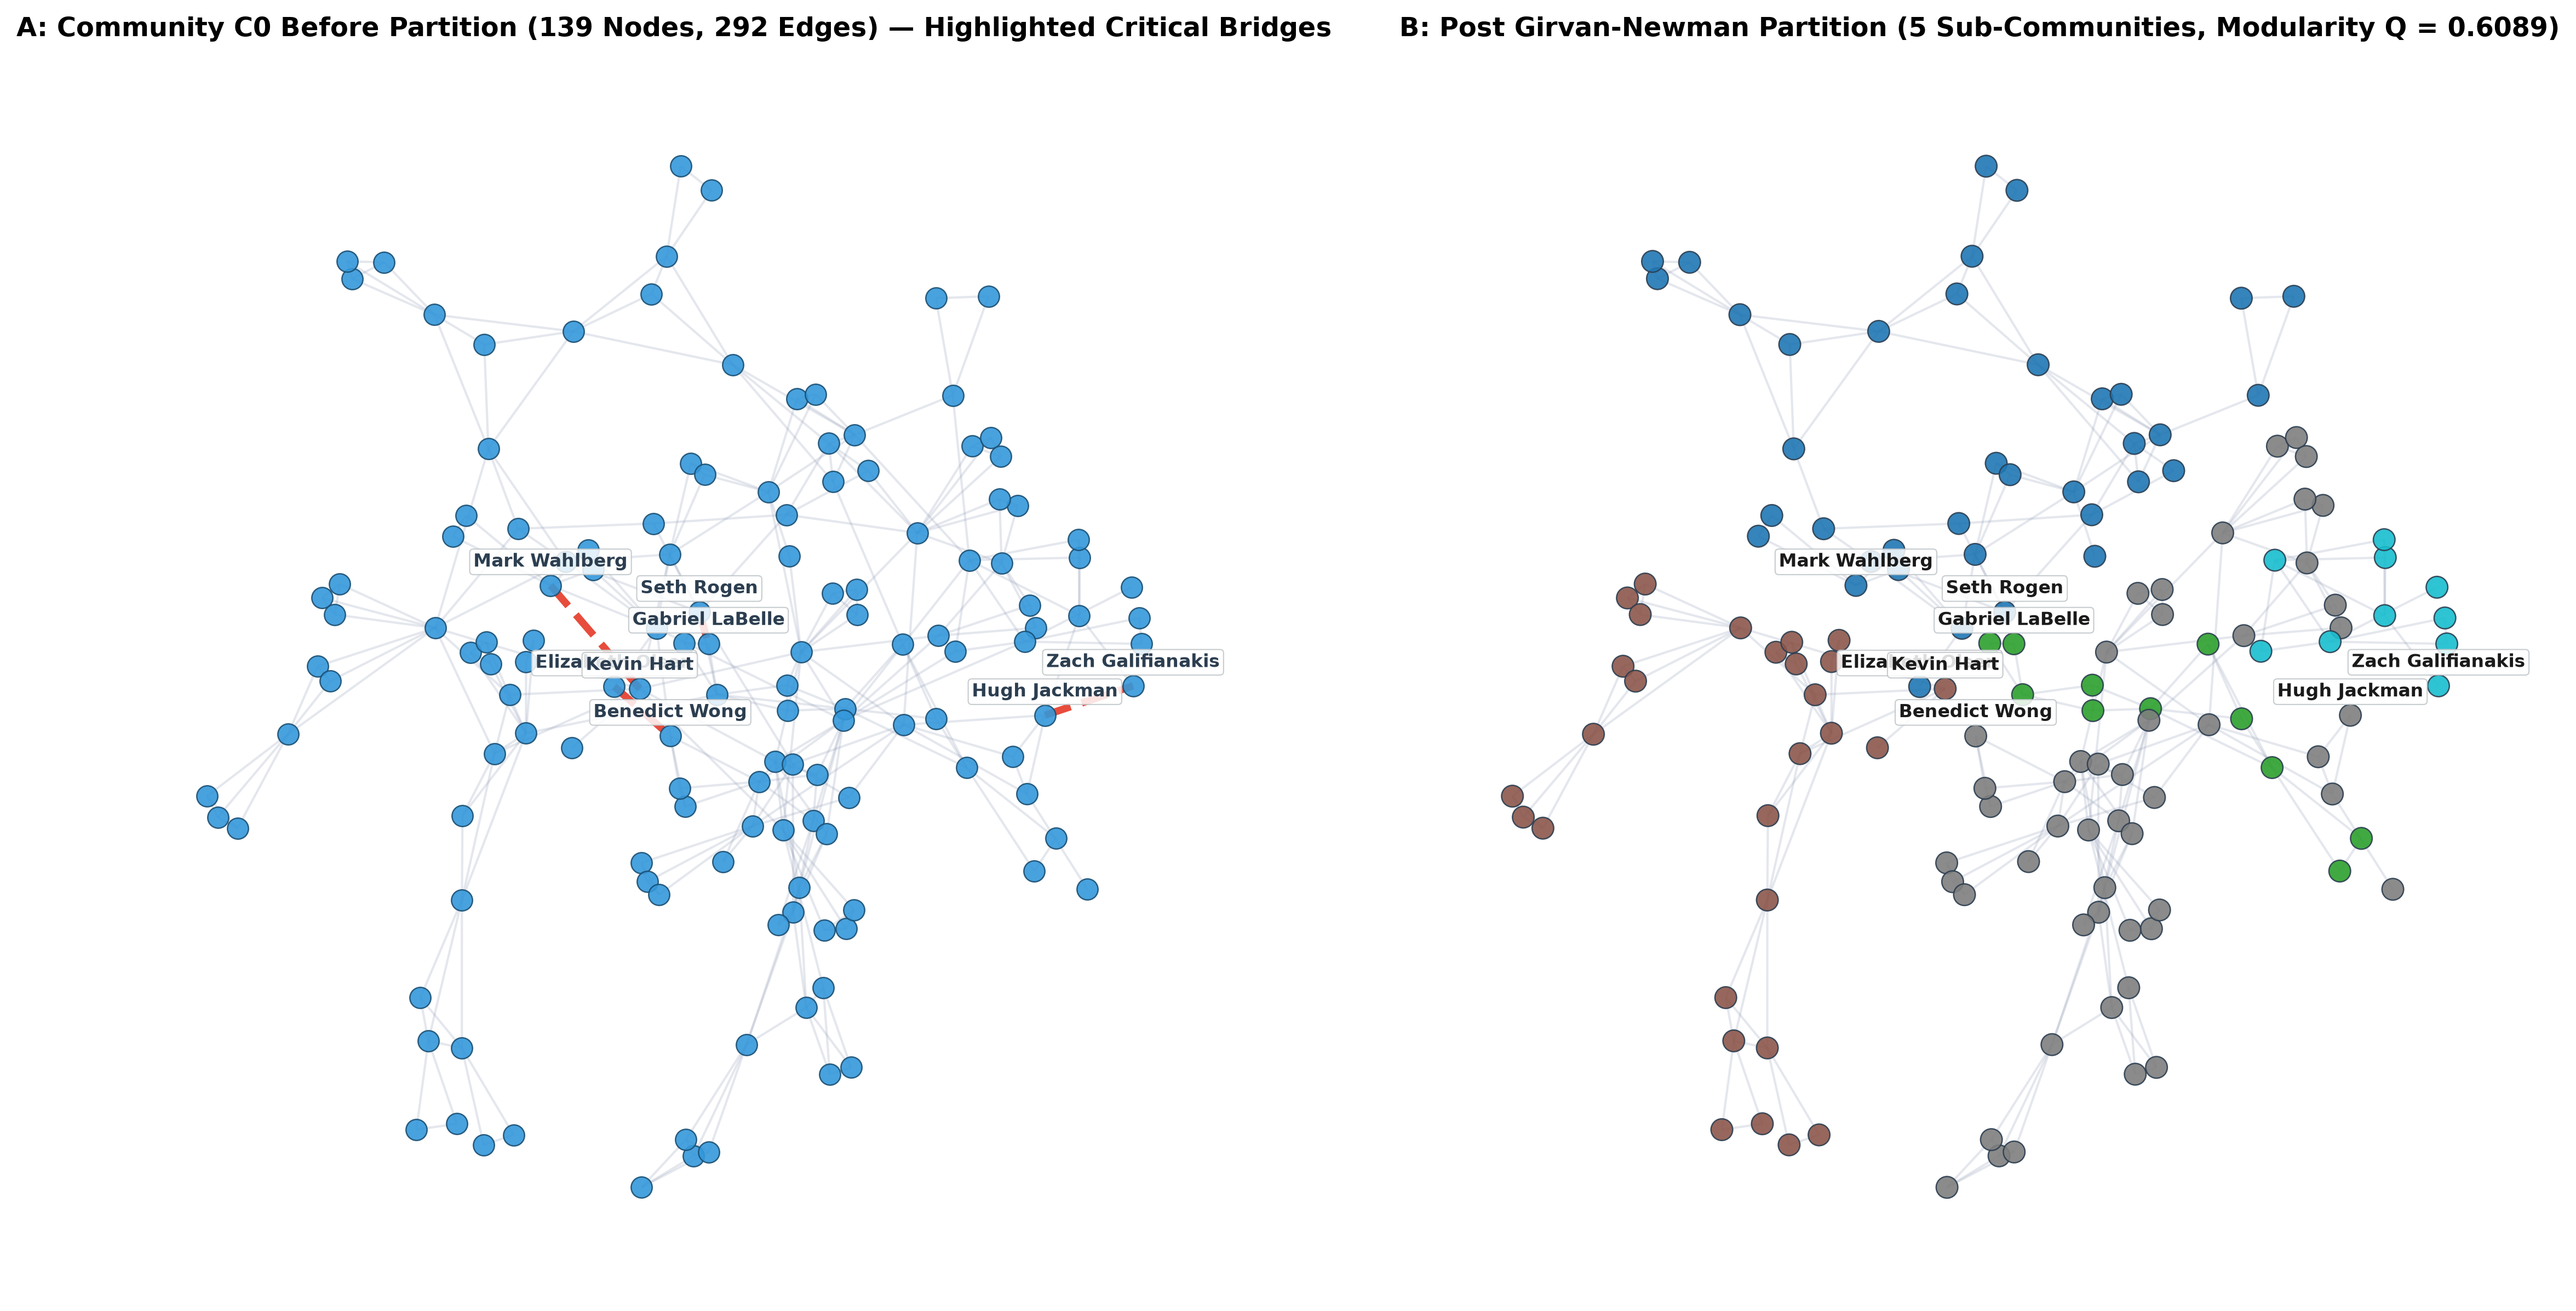 A: Community C0 Before Partition (139 Nodes, 292 Edges) — Highlighted Critical Bridges
Mark Wahlberg
Seth Rogen
Gabriel LaBelle
Kevin Hart
Zach Galifianakis
Hugh Jackman
Benedict Wong
B: Post Girvan-Newman Partition (5 Sub-Communities, Modularity Q = 0.6089)
Mark Wahlberg
Seth Rogen
Gabriel LaBelle
Kevin Hart
Zach Galifianakis
Hugh Jackman
Benedict Wong